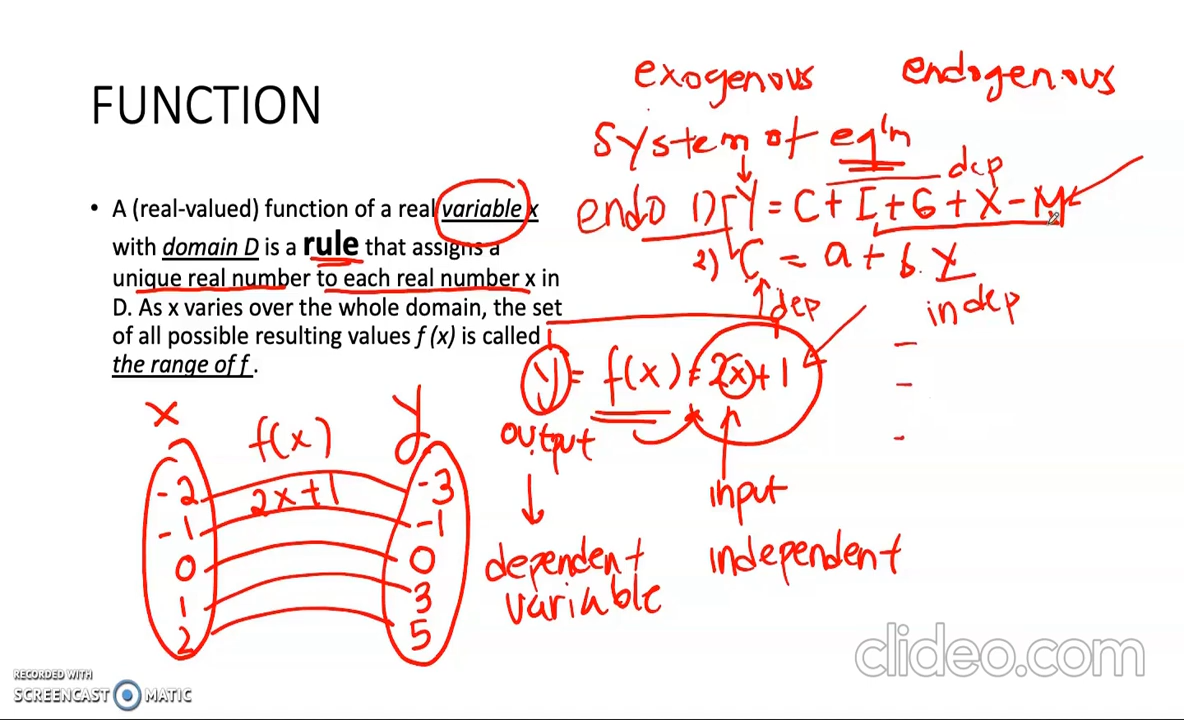 FUNCTION
• A (real-valued) function of a real variable x
with domain D is a rule that assigns a
unique real number to each real number x in
D. As x varies over the whole domain, the set
of all possible resulting values f (x) is called
the range of f .
exogenous endogenous
System of eq'n
dep
endo 1) Y = C + I + G + X - M
2) C = a + b. Y
dep
indep
y = f(x) = 2(x) + 1
output
input
dependent
variable
independent
x f(x) y
2x+1
-2 -3
-1 -1
0 0
1 3
2 5
RECORDED WITH
SCREENCAST MATIC
clideo.com